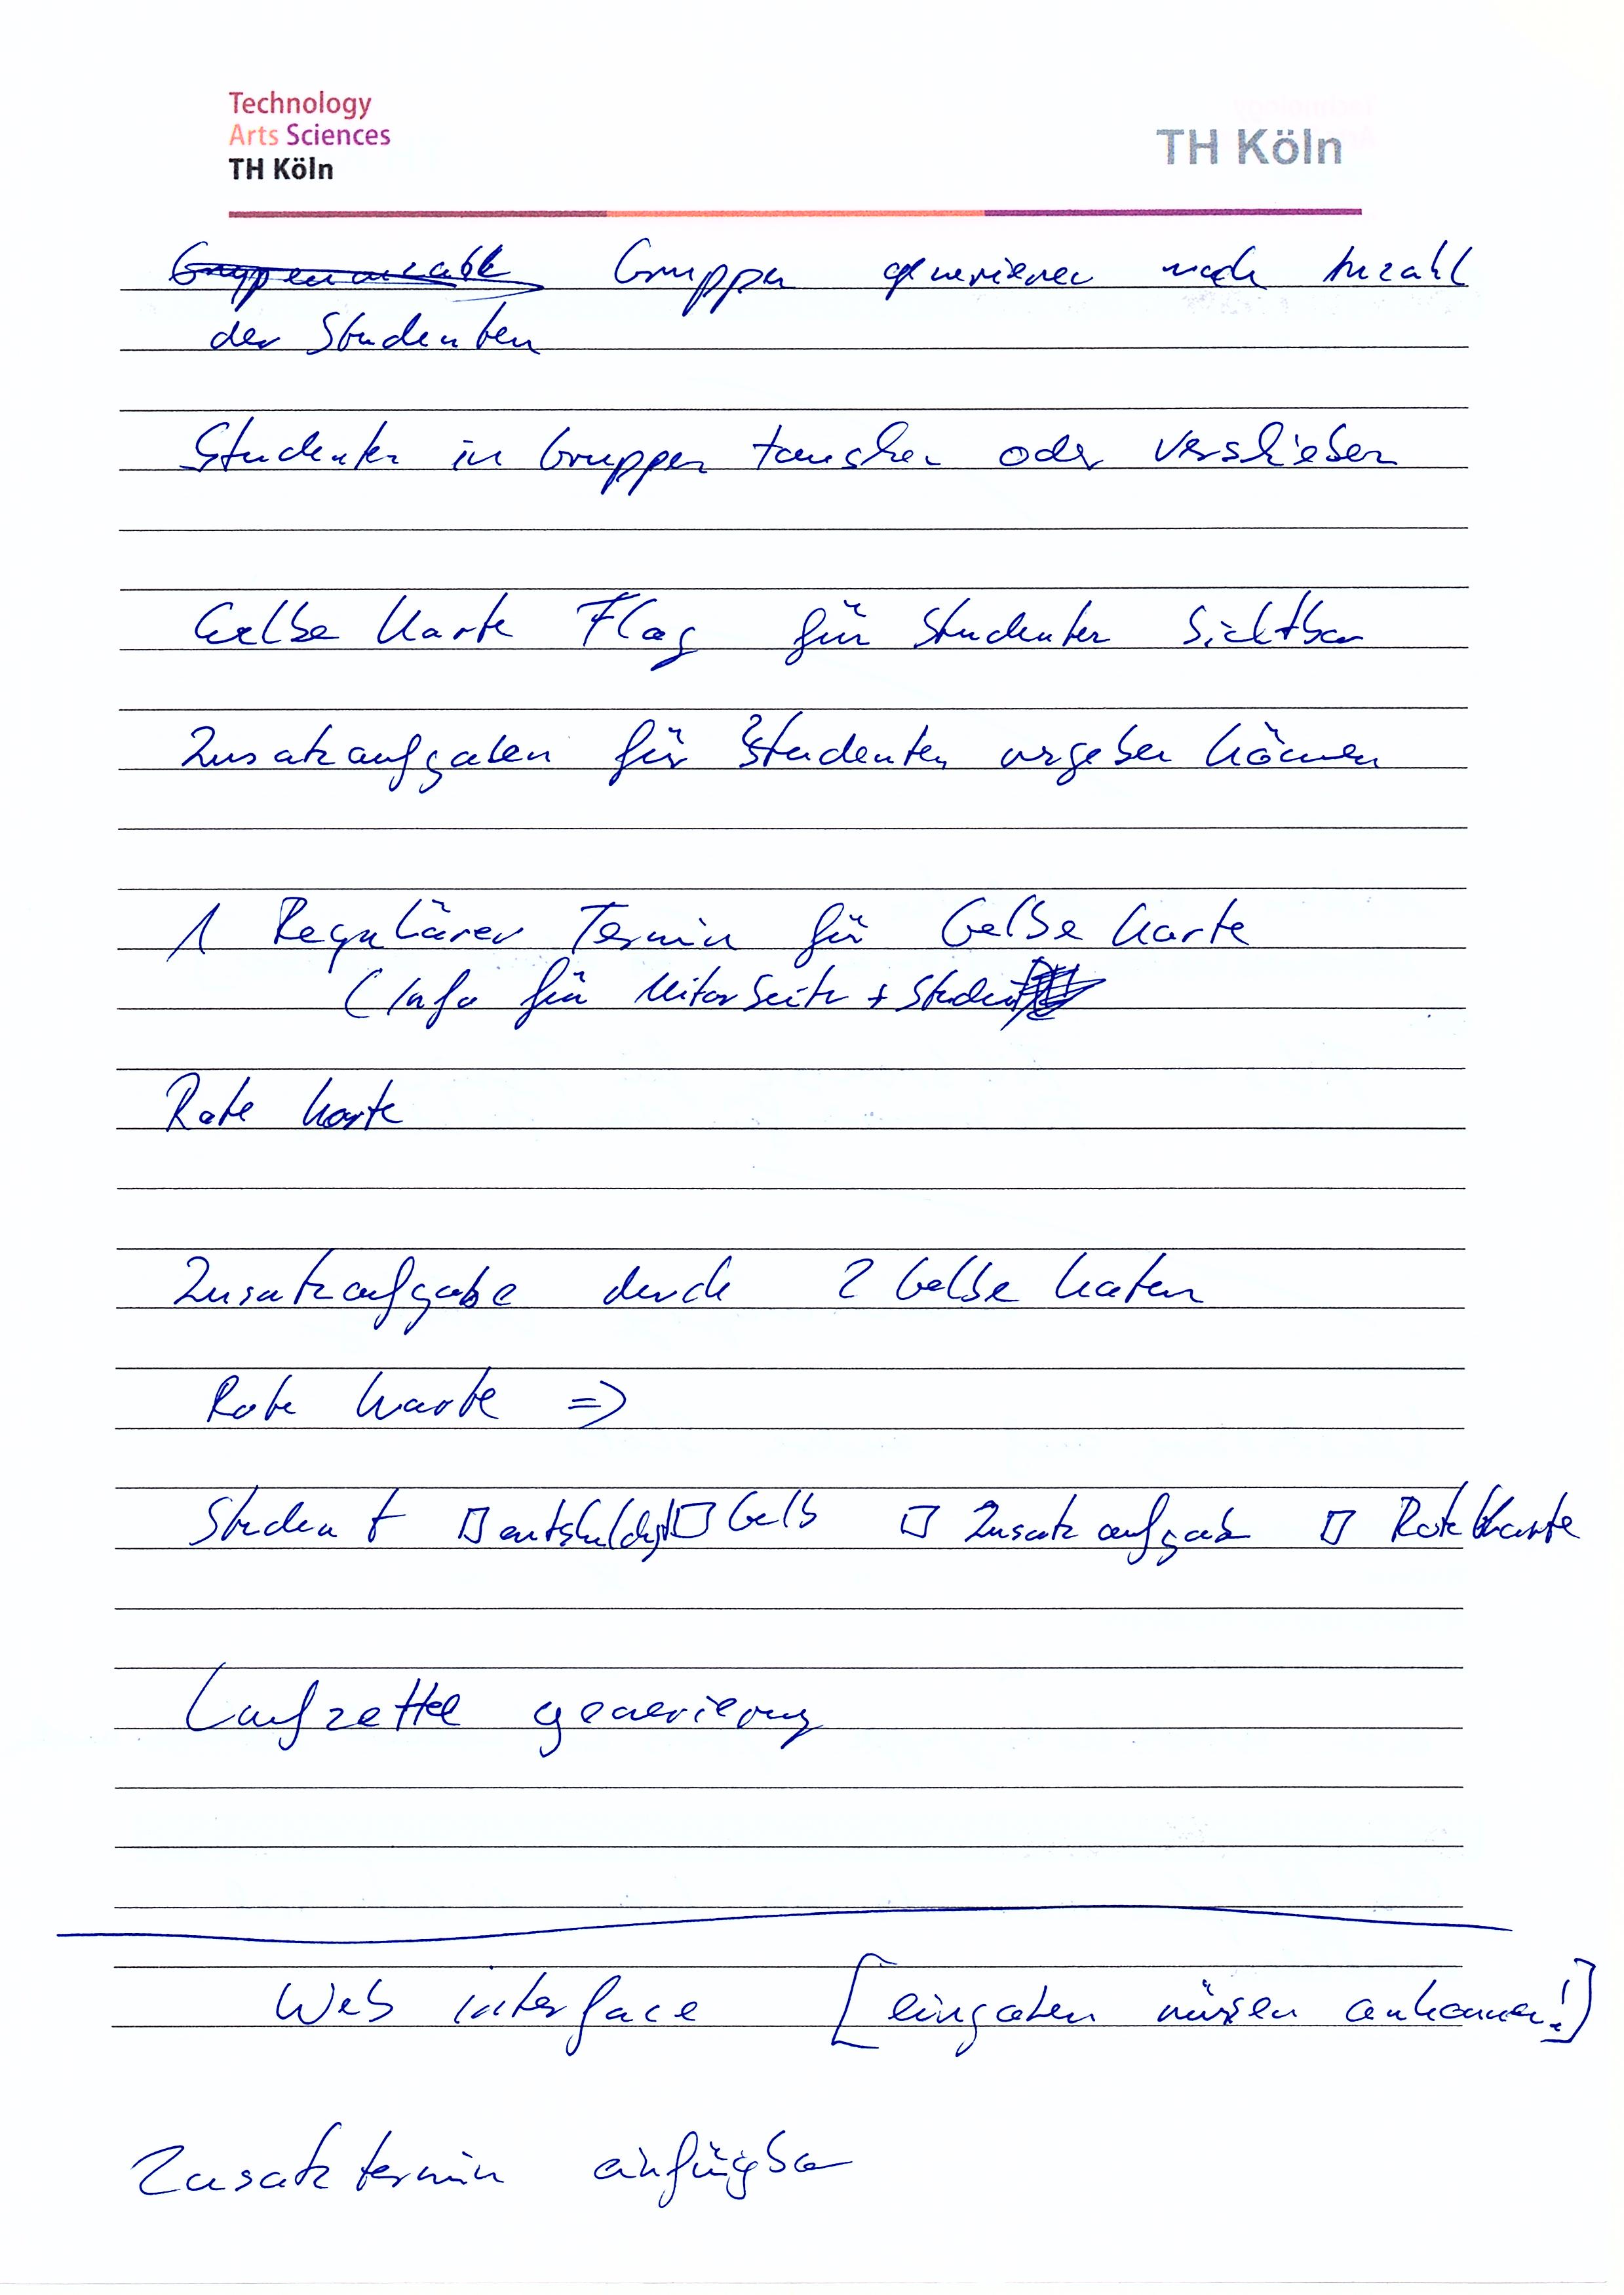 Technology
Arts Sciences
TH Köln
TH Köln
Gruppen generieren nach Anzahl
der Studenten
Studenten in Gruppen tauschen oder verschieben
Gelbe Karte Flag für Studenten sichtbar
Zusatzaufgaben für Studenten vergeben können
1 Regulärer Termin für Gelbe Karte
(Info für Mitarbeiter + Student
Rote Karte
Zusatzaufgabe durch 2 Gelbe Karten
Rote Karte =>
Student □ entschuldigt □ Gelb □ Zusatzaufgabe □ Rote Karte
Laufzettel generierung
Web interface [eingaben müssen ankommen!]
Zusatztermin einfügbar